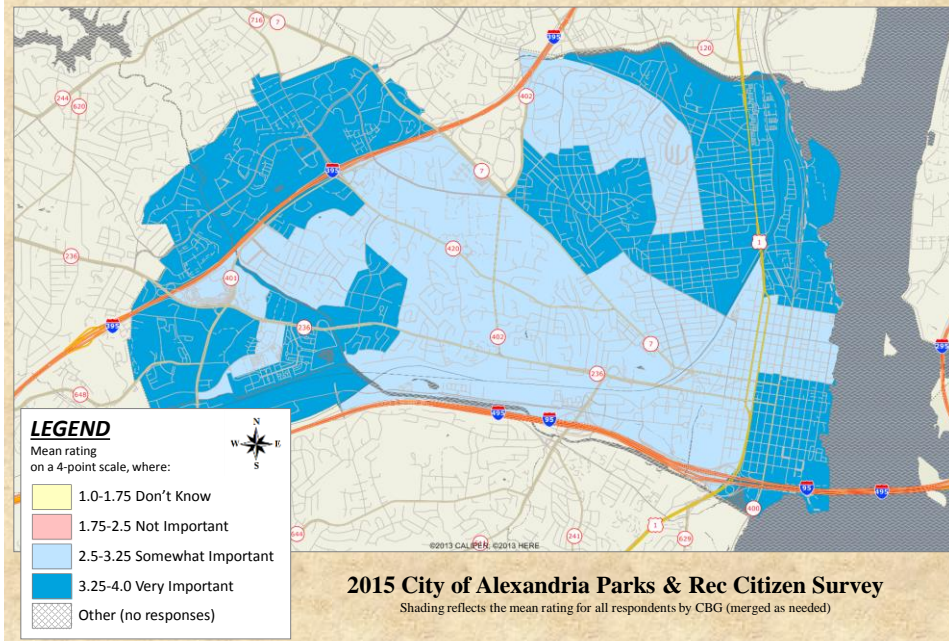 716
7
395
120
244
620
402
7
395
236
420
1
401
395
236
402
7
295
236
648
495
95
LEGEND
Mean rating
on a 4-point scale, where:
N
W E
S
1.0-1.75 Don't Know
1.75-2.5 Not Important
2.5-3.25 Somewhat Important
3.25-4.0 Very Important
Other (no responses)
95
495
400
1
644
241
629
©2013 CALIPER, ©2013 HERE
2015 City of Alexandria Parks & Rec Citizen Survey
Shading reflects the mean rating for all respondents by CBG (merged as needed)